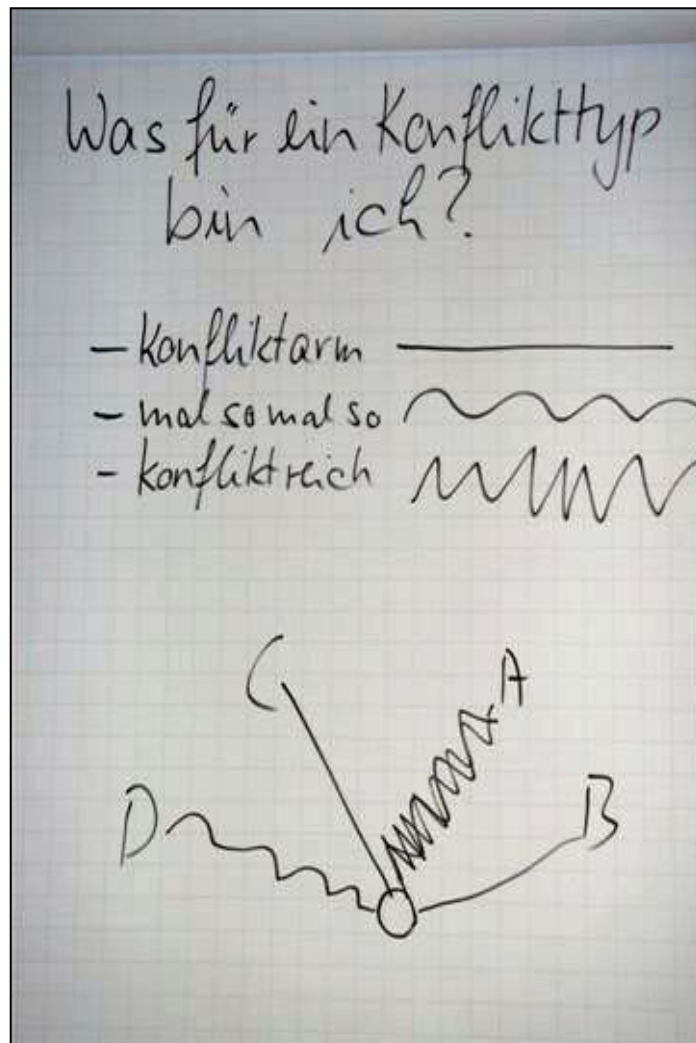 Was für ein Konflikttyp
bin ich?
- Konfliktarm
- mal so mal so
- konfliktreich
C
A
D
B